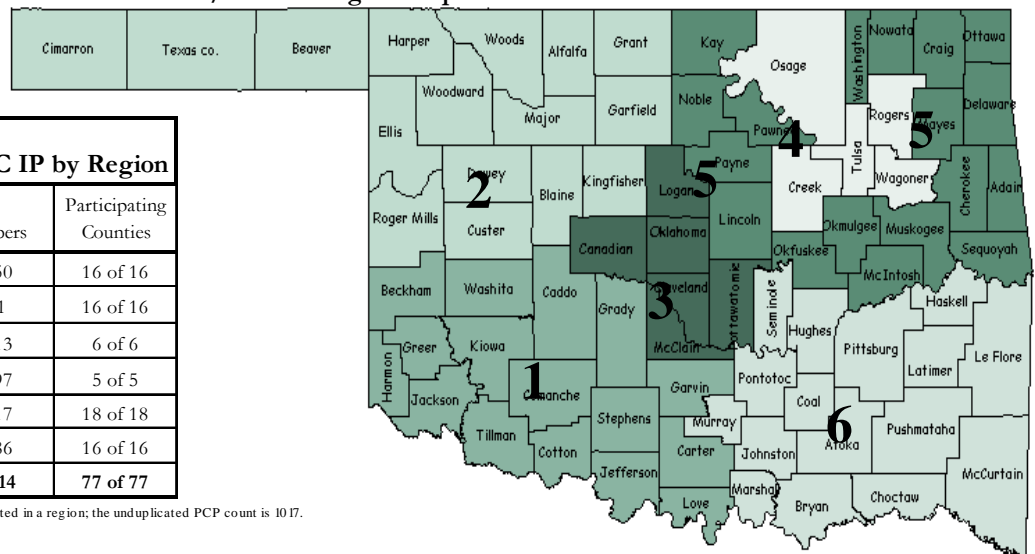 C IP by Region
Participating
Counties
16 of 16
16 of 16
6 of 6
5 of 5
18 of 18
16 of 16
77 of 77
ted in a region; the unduplicated PCP count is 1017.
Cimarron
Texas co.
Beaver
Harper
Woods
Alfalfa
Grant
Kay
Osage
Washington
Nowata
Craig
Ottawa
Woodward
Ellis
Major
Garfield
Noble
Pawnee
Rogers
Mayes
5
Delaware
4
Tulsa
Dewey
2
Blaine
Kingfisher
Logan
5
Payne
Creek
Wagoner
Cherokee
Adair
Roger Mills
Custer
Canadian
Oklahoma
Lincoln
Okmulgee
Muskogee
Okfuskee
Sequoyah
McIntosh
Beckham
Washita
Caddo
Grady
Cleveland
3
Pottawatomie
Seminole
Hughes
Haskell
McClain
Pittsburg
Latimer
Le Flore
Greer
Kiowa
Harmon
Jackson
1
Comanche
Garvin
Pontotoc
Coal
6
Atoka
Pushmataha
Tillman
Cotton
Stephens
Murray
Carter
Johnston
McCurtain
Jefferson
Love
Marshal
Bryan
Choctaw